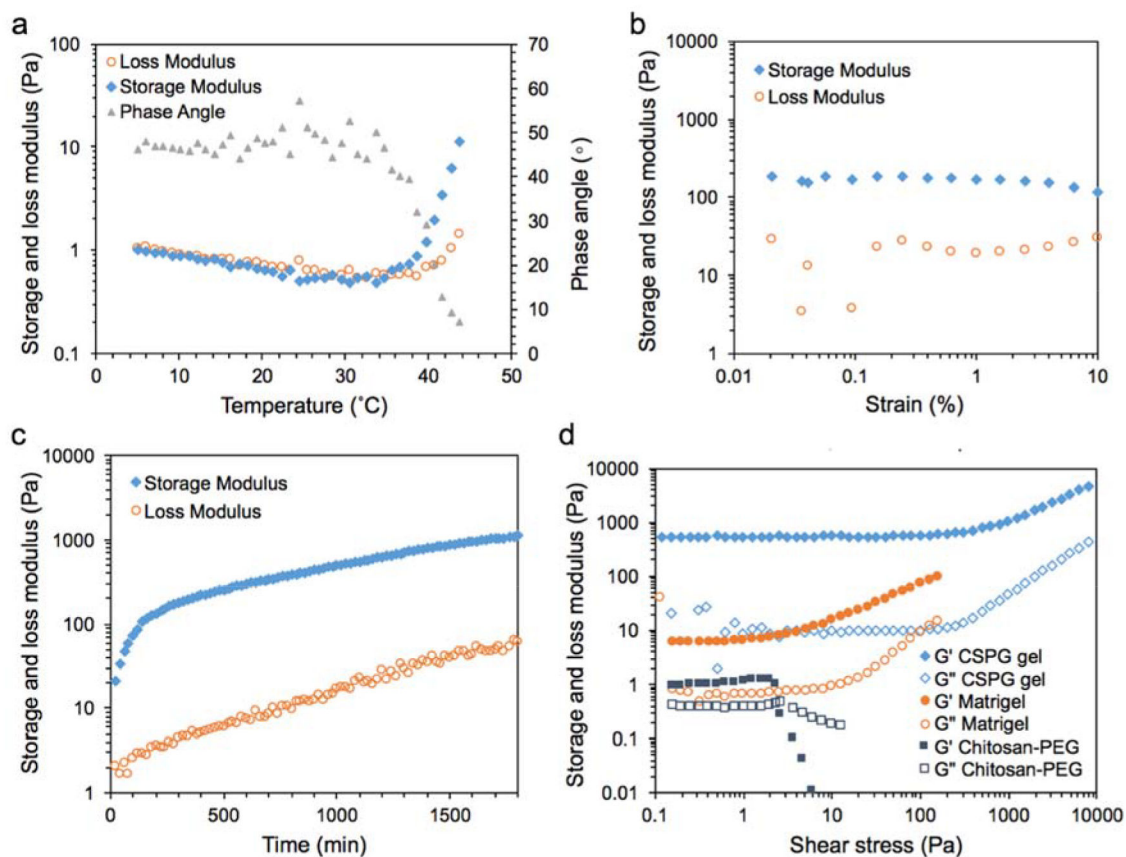 a
Storage and loss modulus (Pa)
100
10
1
0.1
Loss Modulus
Storage Modulus
Phase Angle
70
60
50
40
30
20
10
0
Phase angle (°)
0 10 20 30 40 50
Temperature (˚C)
b
Storage and loss modulus (Pa)
10000
1000
100
10
1
Storage Modulus
Loss Modulus
0.01 0.1 1 10
Strain (%)
c
Storage and loss modulus (Pa)
10000
1000
100
10
1
Storage Modulus
Loss Modulus
0 500 1000 1500
Time (min)
d
Storage and loss modulus (Pa)
10000
1000
100
10
1
0.1
0.01
G' CSPG gel
G" CSPG gel
G' Matrigel
G" Matrigel
G' Chitosan-PEG
G" Chitosan-PEG
0.1 1 10 100 1000 10000
Shear stress (Pa)